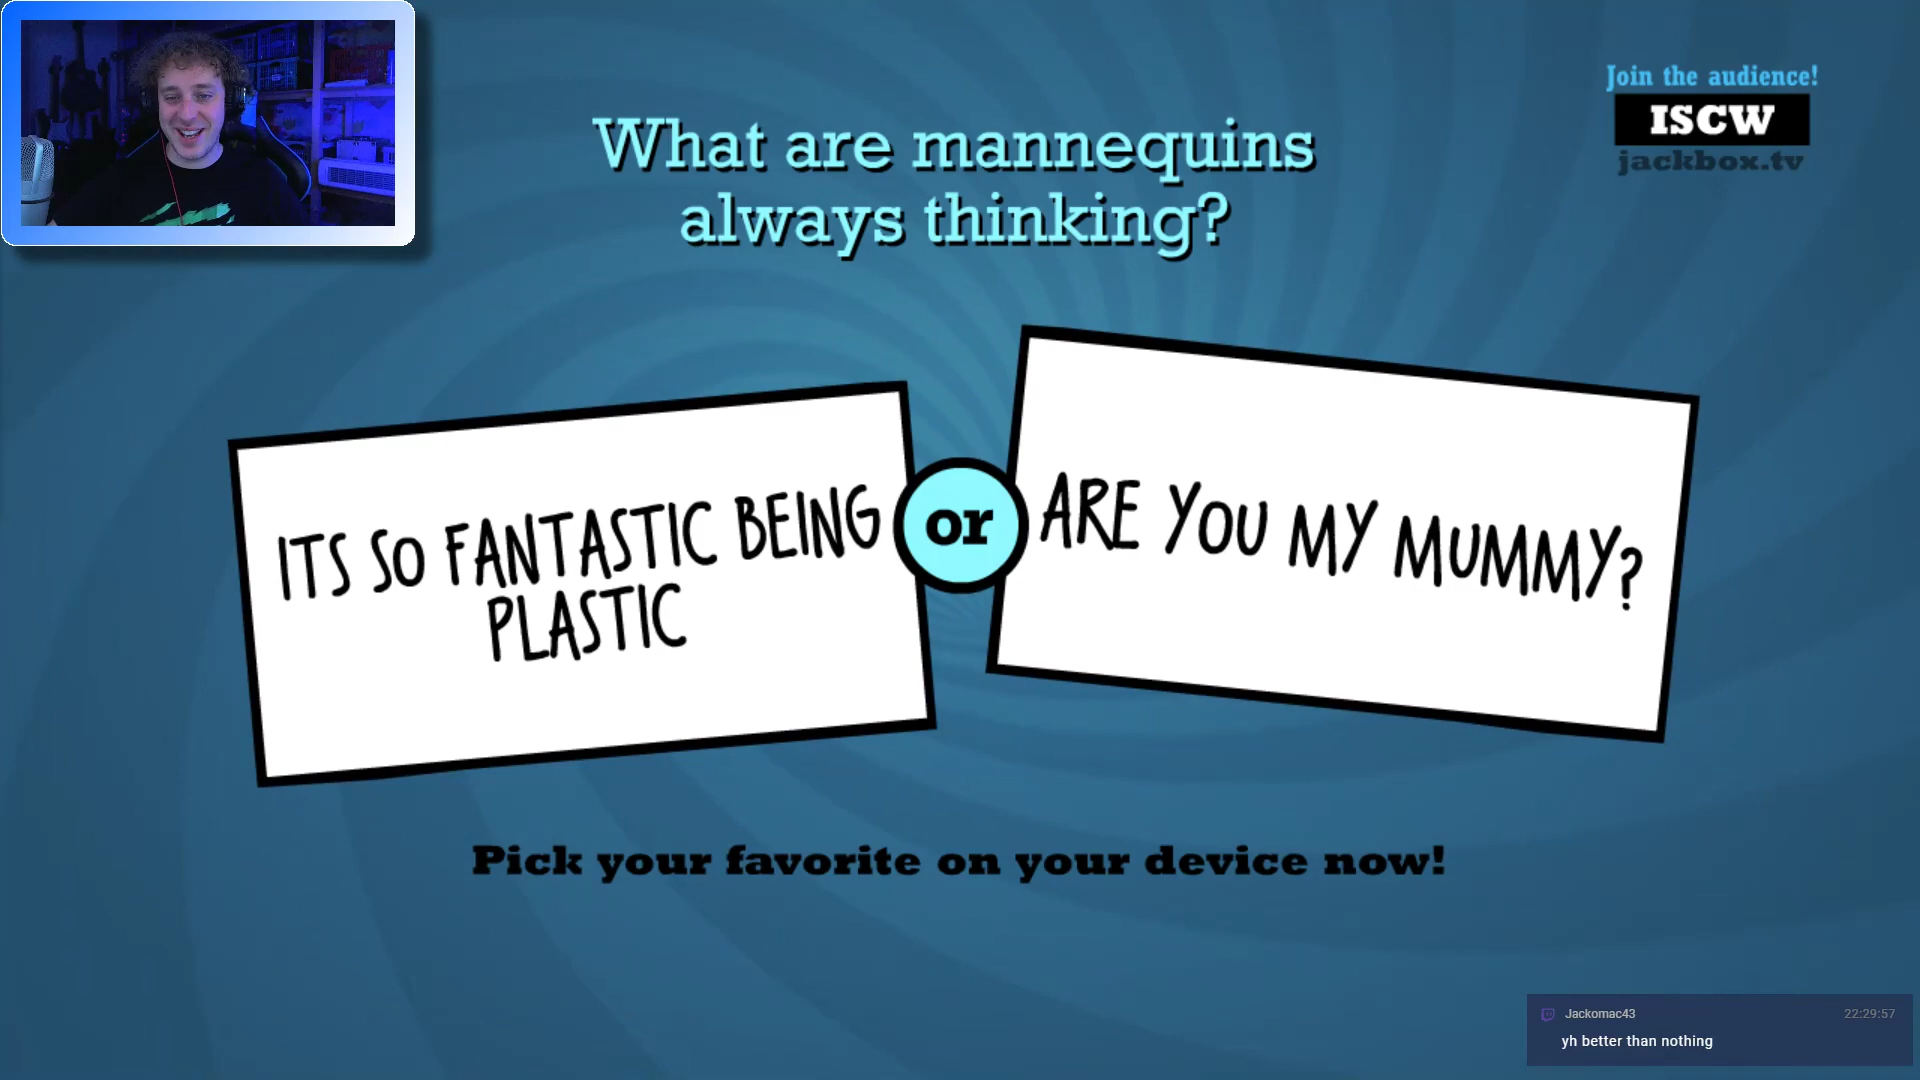 Join the audience!
ISCW
jackbox.tv
What are mannequins
always thinking?
ITS SO FANTASTIC BEING
PLASTIC
or
ARE YOU MY MUMMY?
Pick your favorite on your device now!
Jackomac43
22:29:57
yh better than nothing